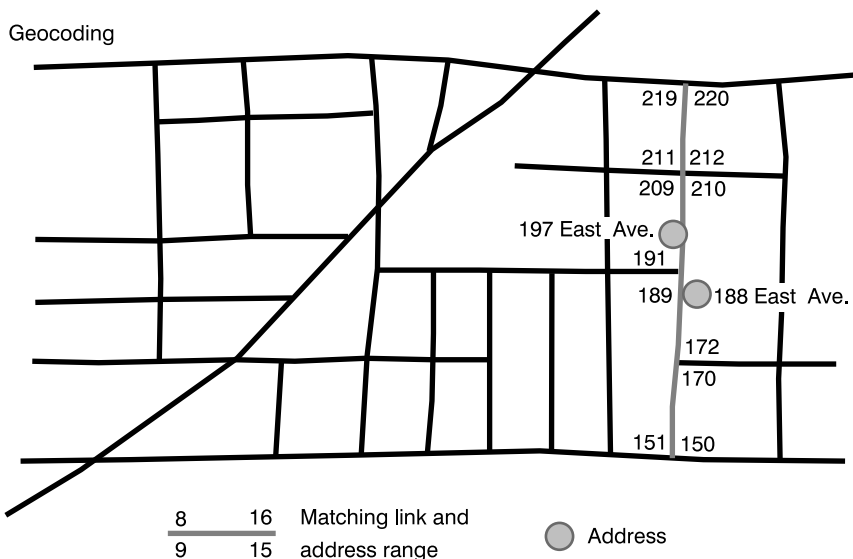 Geocoding
219 220
211 212
209 210
197 East Ave.
191
189 188 East Ave.
172
170
151 150
8 16 Matching link and
9 15 address range
Address